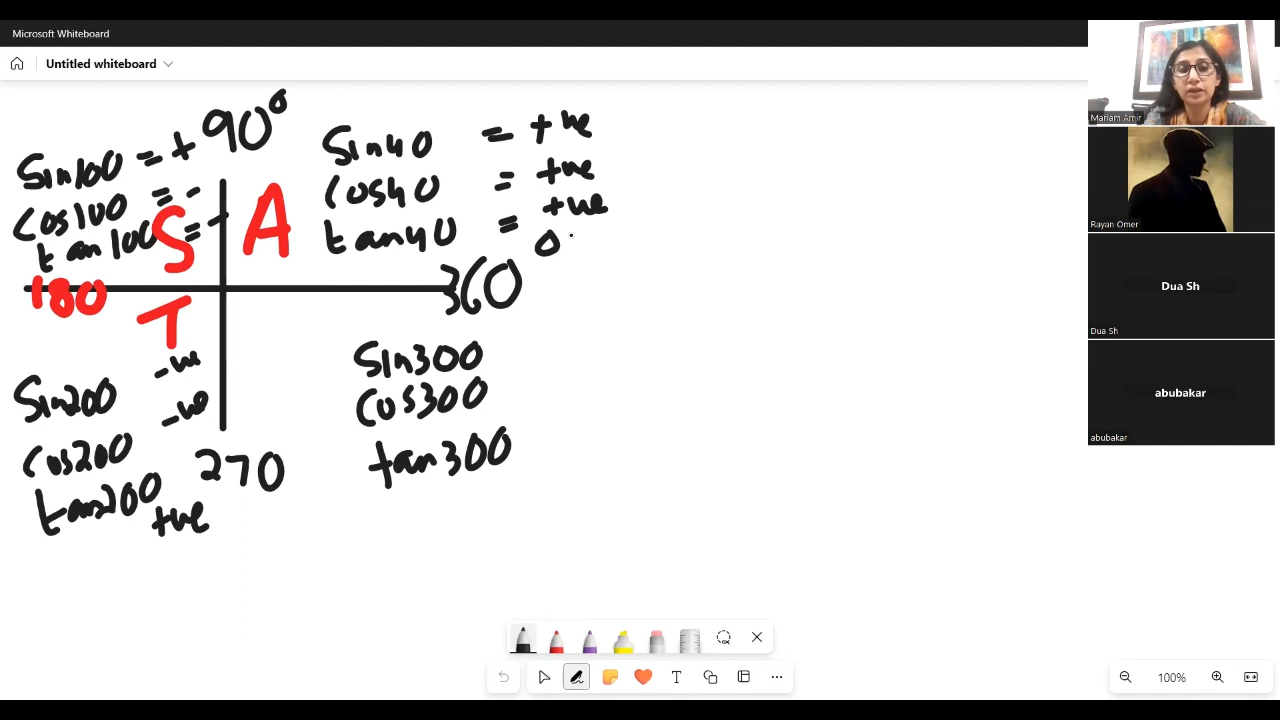 Microsoft Whiteboard
Untitled whiteboard
90°
Sin100 = +
Cos100 = -
tan100 = -
S
A
Sin40 = +ve
Cos40 = +ve
tan40 = +ve
0
180
360
T
-ve
-ve
Sin200
Cos200
tan200
+ve
270
Sin300
Cos300
tan300
Mariam Amir
Rayan Omer
Dua Sh
Dua Sh
abubakar
abubakar
100%